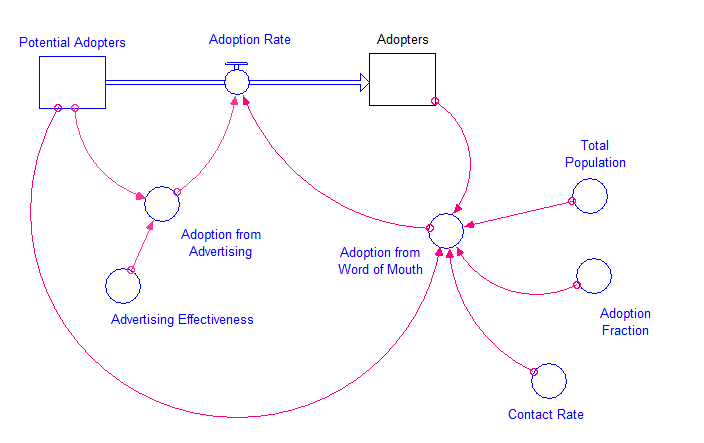 Potential Adopters
Adoption Rate
Adopters
Total
Population
Adoption from
Advertising
Adoption from
Word of Mouth
Advertising Effectiveness
Adoption
Fraction
Contact Rate